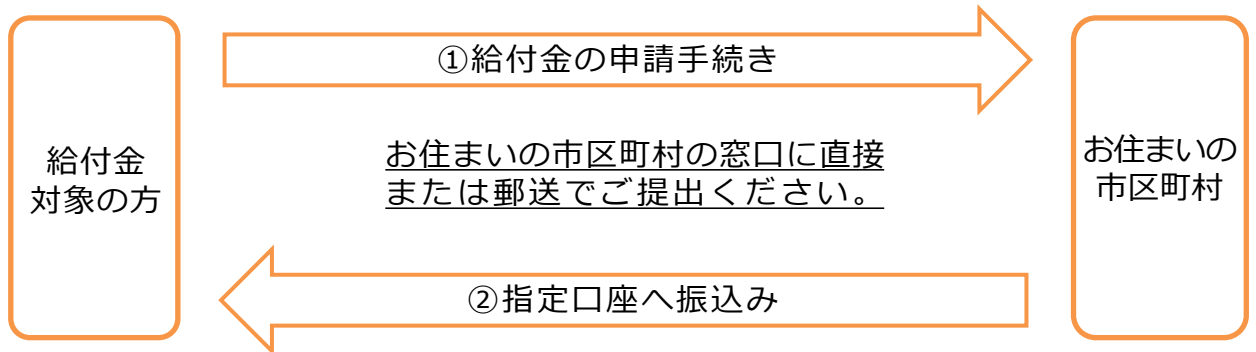 給付金
対象の方
①給付金の申請手続き
お住まいの市区町村の窓口に直接
または郵送でご提出ください。
②指定口座へ振込み
お住まいの
市区町村